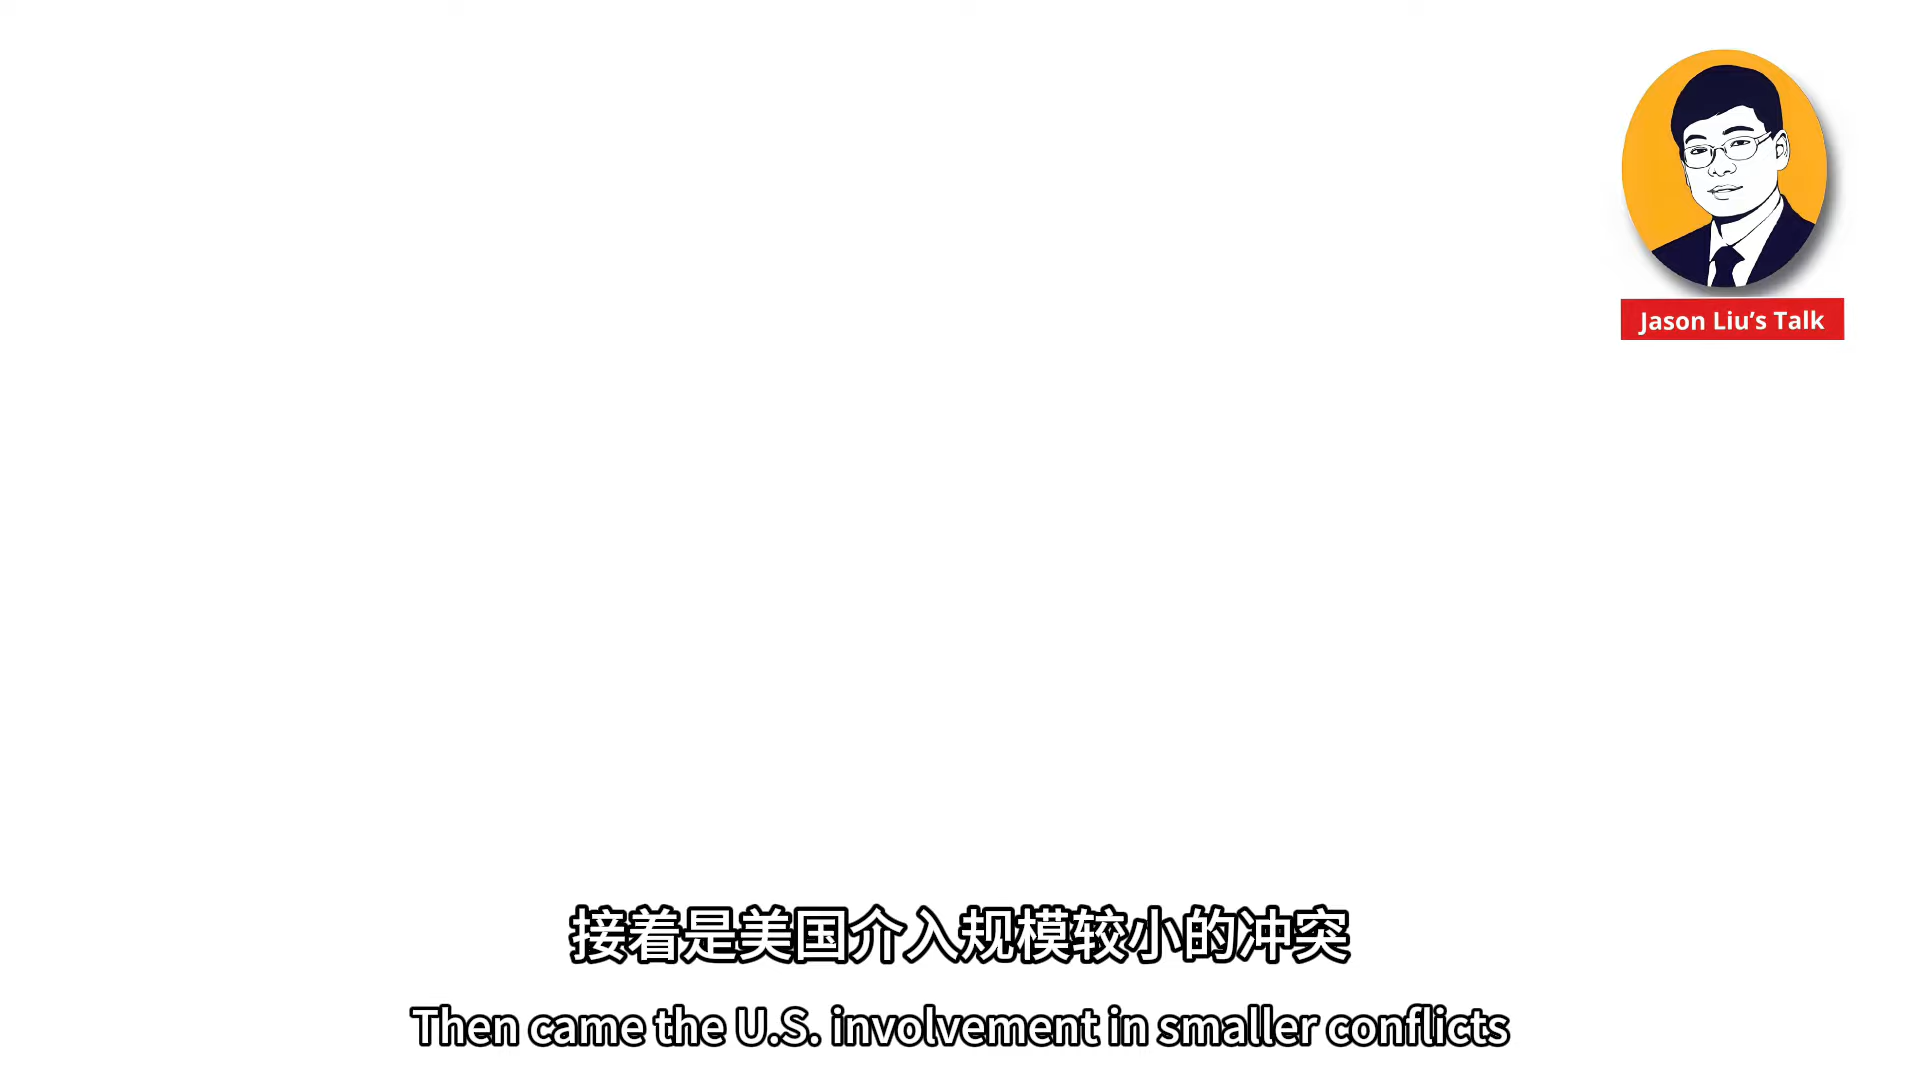 Jason Liu's Talk
接着是美国介入规模较小的冲突
Then came the U.S. involvement in smaller conflicts